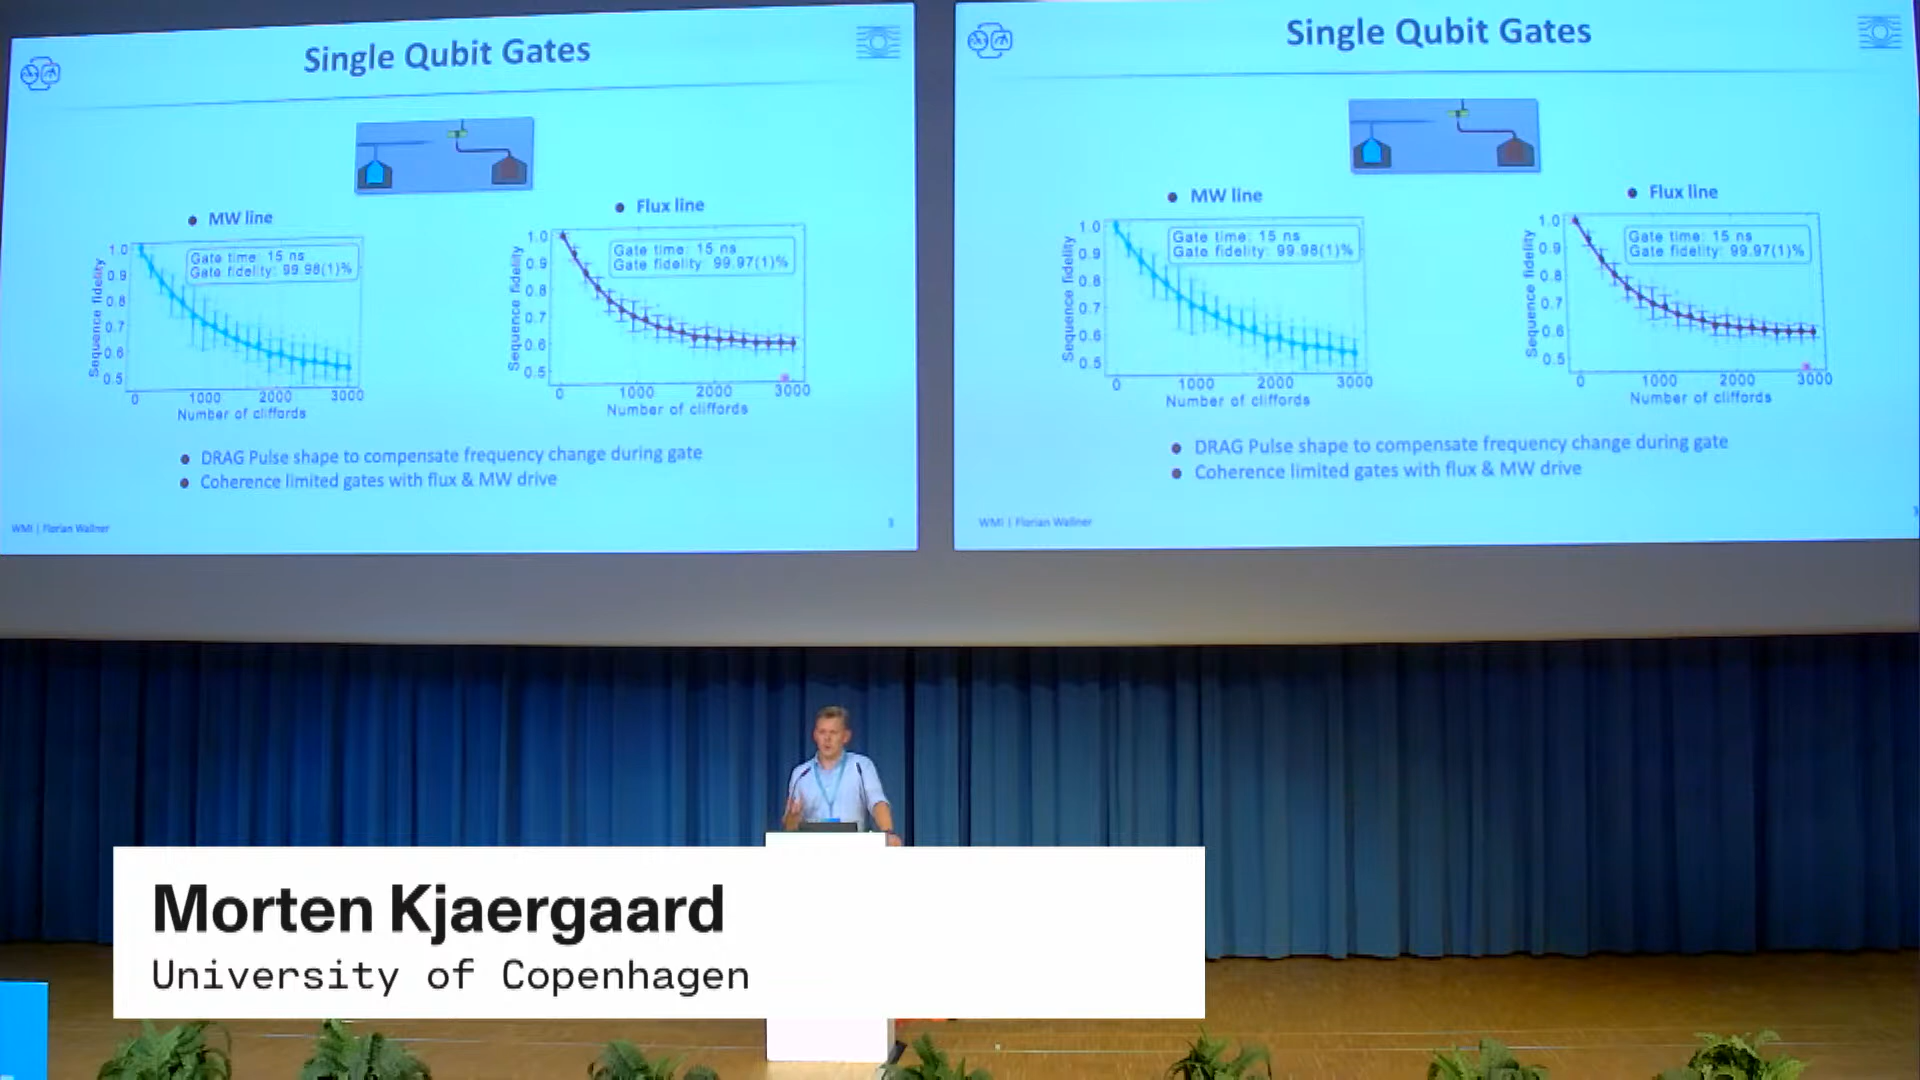 Single Qubit Gates
MW line
Flux line
Gate time: 15 ns
Gate fidelity: 99.98(1)%
Gate time: 15 ns
Gate fidelity: 99.97(1)%
Sequence fidelity
1.0
0.9
0.8
0.7
0.6
0.5
0 1000 2000 3000
Number of cliffords
Sequence fidelity
1.0
0.9
0.8
0.7
0.6
0.5
0 1000 2000 3000
Number of cliffords
DRAG Pulse shape to compensate frequency change during gate
Coherence limited gates with flux & MW drive
WMI | Florian Wallner
3
Single Qubit Gates
MW line
Flux line
Gate time: 15 ns
Gate fidelity: 99.98(1)%
Gate time: 15 ns
Gate fidelity: 99.97(1)%
Sequence fidelity
1.0
0.9
0.8
0.7
0.6
0.5
0 1000 2000 3000
Number of cliffords
Sequence fidelity
1.0
0.9
0.8
0.7
0.6
0.5
0 1000 2000 3000
Number of cliffords
DRAG Pulse shape to compensate frequency change during gate
Coherence limited gates with flux & MW drive
WMI | Florian Wallner
Morten Kjaergaard
University of Copenhagen